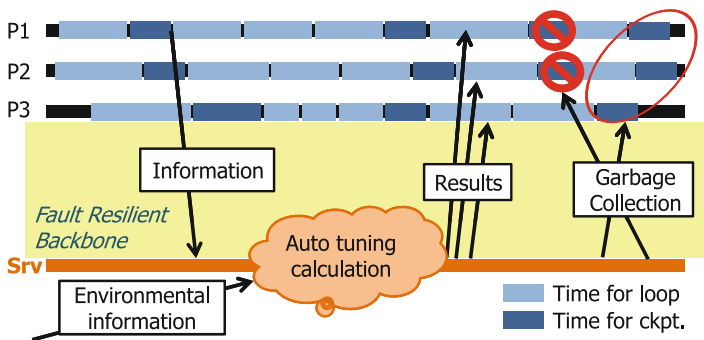 P1
P2
P3
Information
Results
Garbage
Collection
Fault Resilient
Backbone
Auto tuning
calculation
Srv
Environmental
information
Time for loop
Time for ckpt.